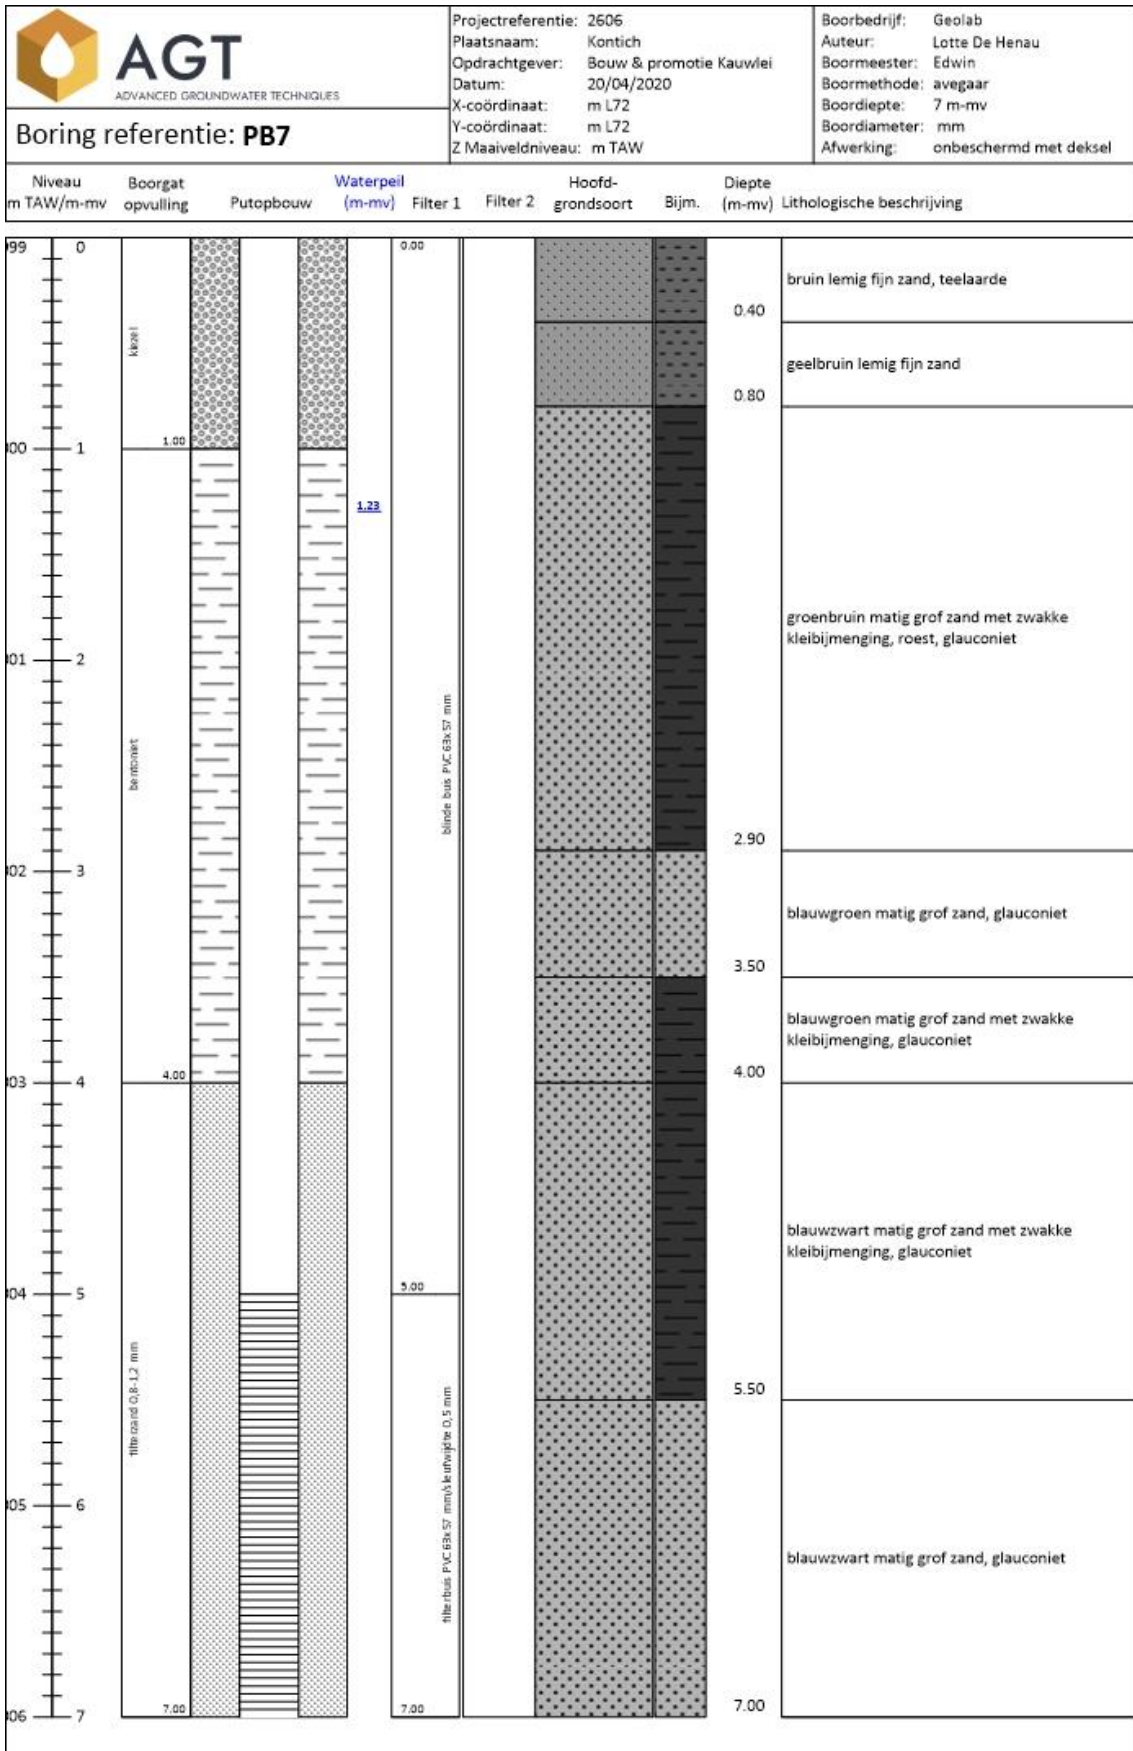 AGT
ADVANCED GROUNDWATER TECHNIQUES
Boring referentie: PB7
Projectreferentie: 2606
Plaatsnaam: Kontich
Opdrachtgever: Bouw & promotie Kauwlei
Datum: 20/04/2020
X-coördinaat: m L72
Y-coördinaat: m L72
Z Maaiveldniveau: m TAW
Boorbedrijf: Geolab
Auteur: Lotte De Henau
Boormeester: Edwin
Boormethode: avegaar
Boordiepte: 7 m-mv
Boordiameter: mm
Afwerking: onbeschermd met deksel
Niveau
m TAW/m-mv
Boorgat
opvulling
Putopbouw
Waterpeil
(m-mv)
Filter 1
Filter 2
Hoofd-
grondsoort
Bijm.
Diepte
(m-mv)
Lithologische beschrijving
99 0
0.00
bruin lemig fijn zand, teelaarde
0.40
kiezel
geelbruin lemig fijn zand
0.80
00 1
1.00
1.23
groenbruin matig grof zand met zwakke
kleibijmenging, roest, glauconiet
01 2
bentoniet
blinde buis PVC 63x57 mm
2.90
02 3
blauwgroen matig grof zand, glauconiet
3.50
blauwgroen matig grof zand met zwakke
kleibijmenging, glauconiet
4.00
03 4
4.00
blauwzwart matig grof zand met zwakke
kleibijmenging, glauconiet
04 5
5.00
5.50
filterzand 0,8-1,2 mm
filterbuis PVC 63x57 mm/sleufwijdte 0,5 mm
05 6
blauwzwart matig grof zand, glauconiet
7.00
06 7
7.00
7.00